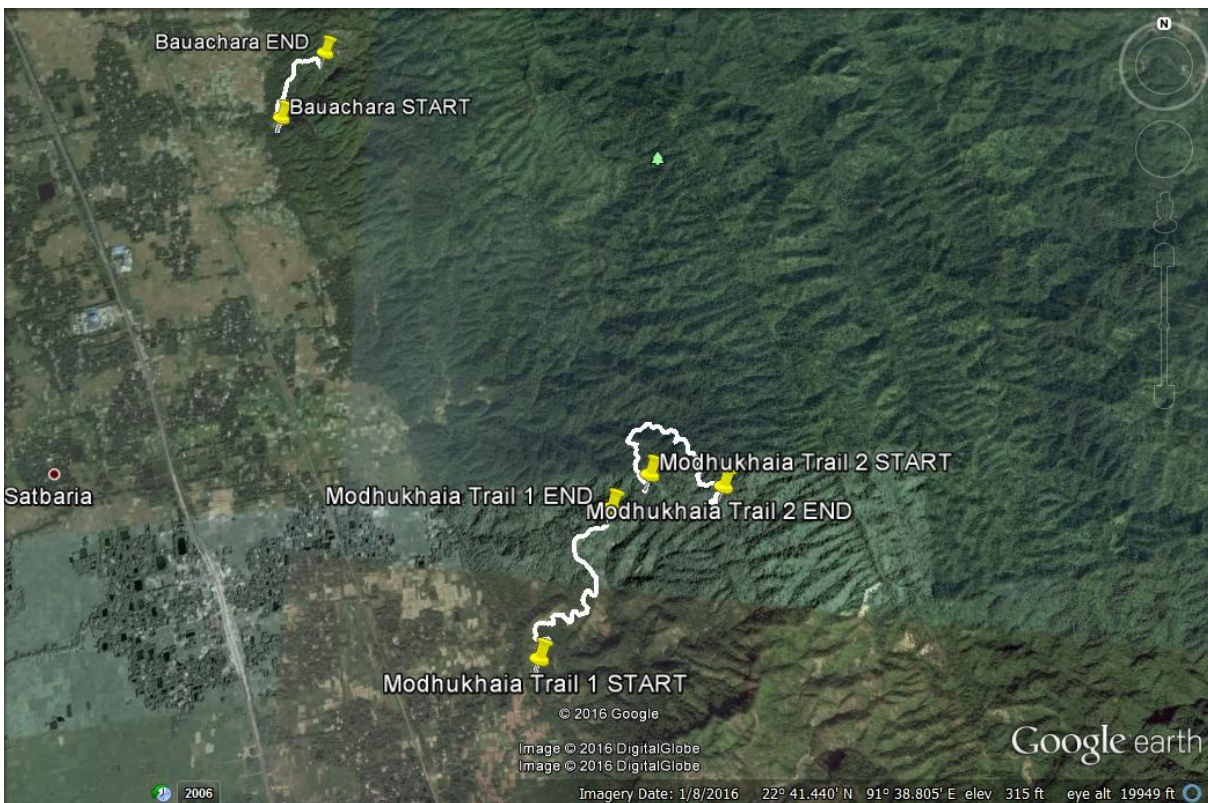 N
Bauachara END
Bauachara START
Modhukhaia Trail 2 START
Satbaria
Modhukhaia Trail 1 END
Modhukhaia Trail 2 END
Modhukhaia Trail 1 START
© 2016 Google
Image © 2016 DigitalGlobe
Image © 2016 DigitalGlobe
Google earth
2006
Imagery Date: 1/8/2016 22° 41.440' N 91° 38.805' E elev 315 ft eye alt 19949 ft